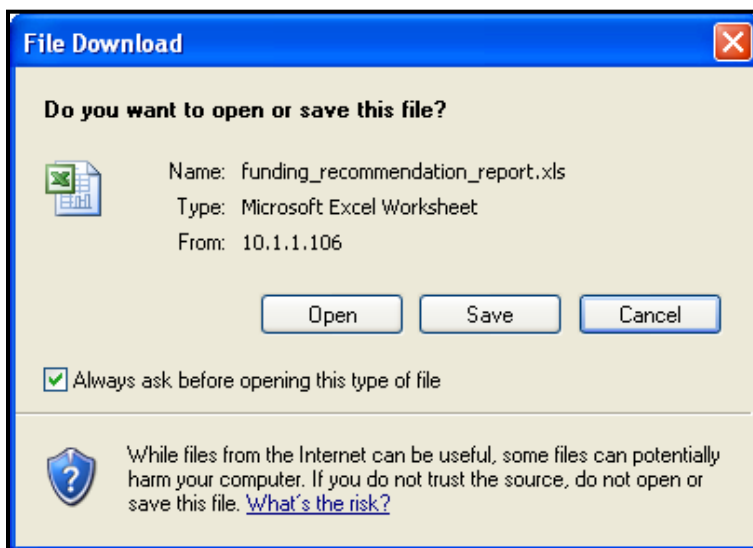 File Download
Do you want to open or save this file?
Name: funding_recommendation_report.xls
Type: Microsoft Excel Worksheet
From: 10.1.1.106
Open Save Cancel
Always ask before opening this type of file
While files from the Internet can be useful, some files can potentially
harm your computer. If you do not trust the source, do not open or
save this file. What's the risk?